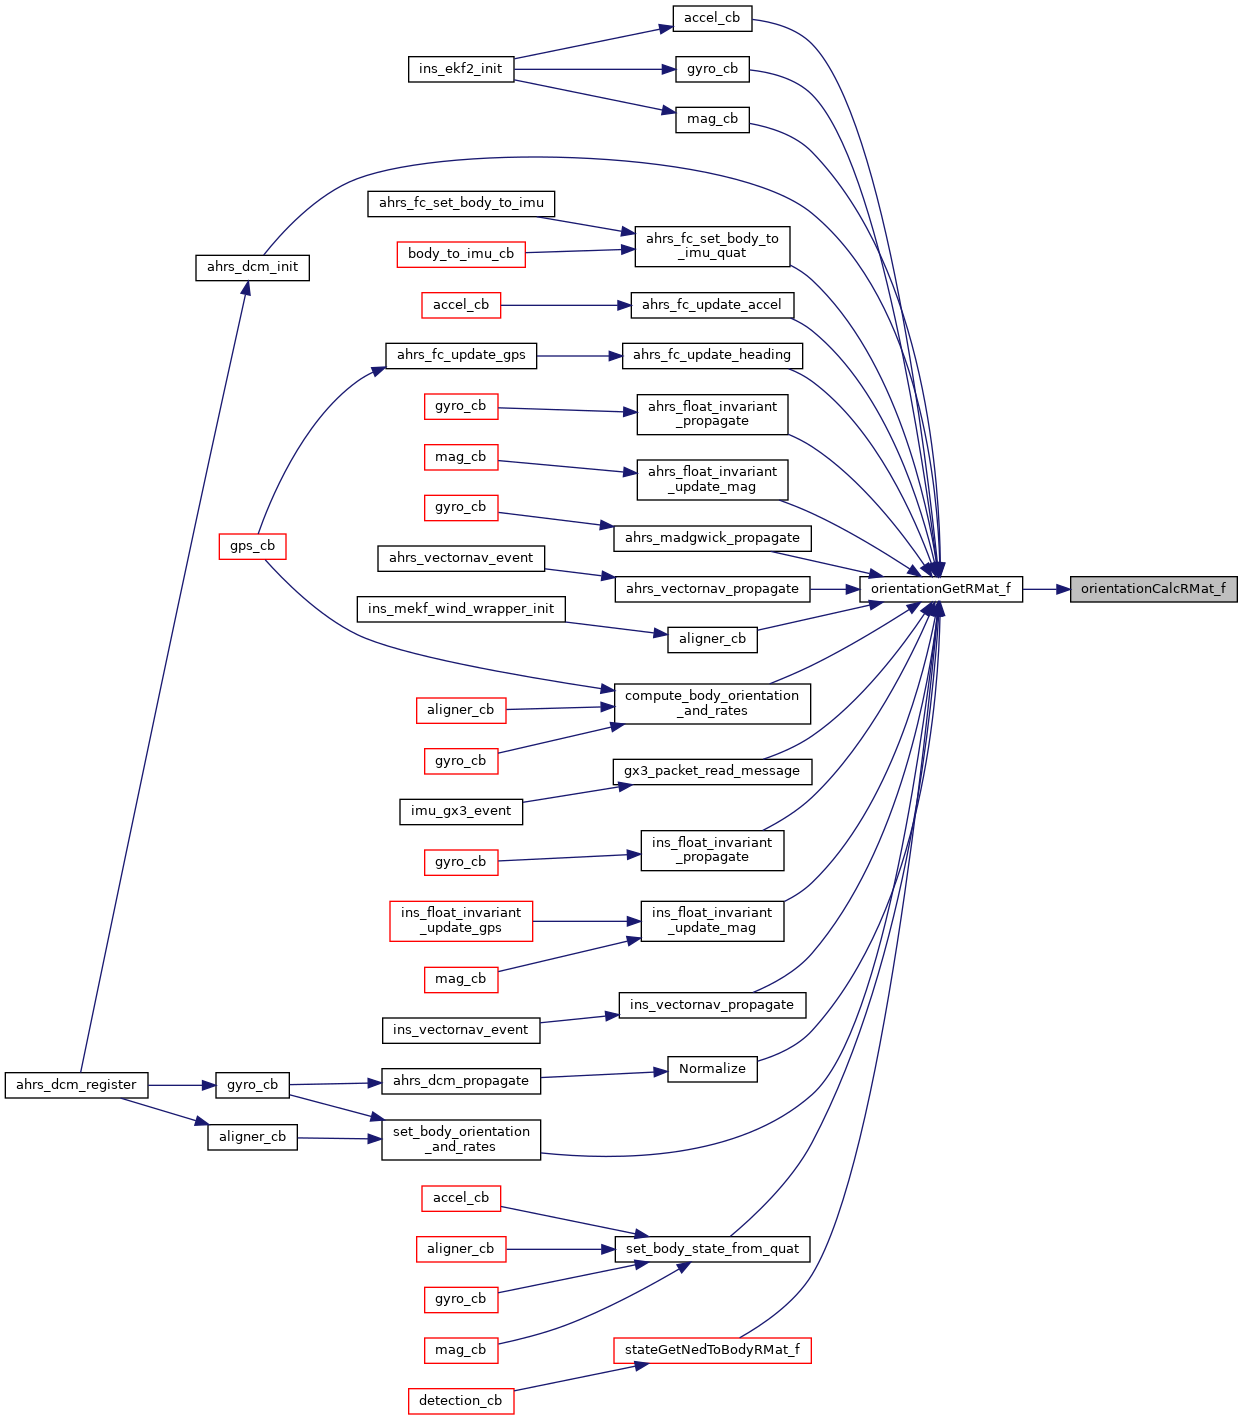 accel_cb
ins_ekf2_init
gyro_cb
mag_cb
ahrs_fc_set_body_to_imu
ahrs_fc_set_body_to
_imu_quat
body_to_imu_cb
ahrs_dcm_init
accel_cb
ahrs_fc_update_accel
ahrs_fc_update_gps
ahrs_fc_update_heading
gyro_cb
ahrs_float_invariant
_propagate
mag_cb
ahrs_float_invariant
_update_mag
gyro_cb
ahrs_madgwick_propagate
gps_cb
ahrs_vectornav_event
ahrs_vectornav_propagate
orientationGetRMat_f
orientationCalcRMat_f
ins_mekf_wind_wrapper_init
aligner_cb
compute_body_orientation
_and_rates
aligner_cb
gyro_cb
gx3_packet_read_message
imu_gx3_event
ins_float_invariant
_propagate
gyro_cb
ins_float_invariant
_update_gps
ins_float_invariant
_update_mag
mag_cb
ins_vectornav_propagate
ins_vectornav_event
Normalize
ahrs_dcm_register
gyro_cb
ahrs_dcm_propagate
aligner_cb
set_body_orientation
_and_rates
accel_cb
aligner_cb
set_body_state_from_quat
gyro_cb
mag_cb
stateGetNedToBodyRMat_f
detection_cb